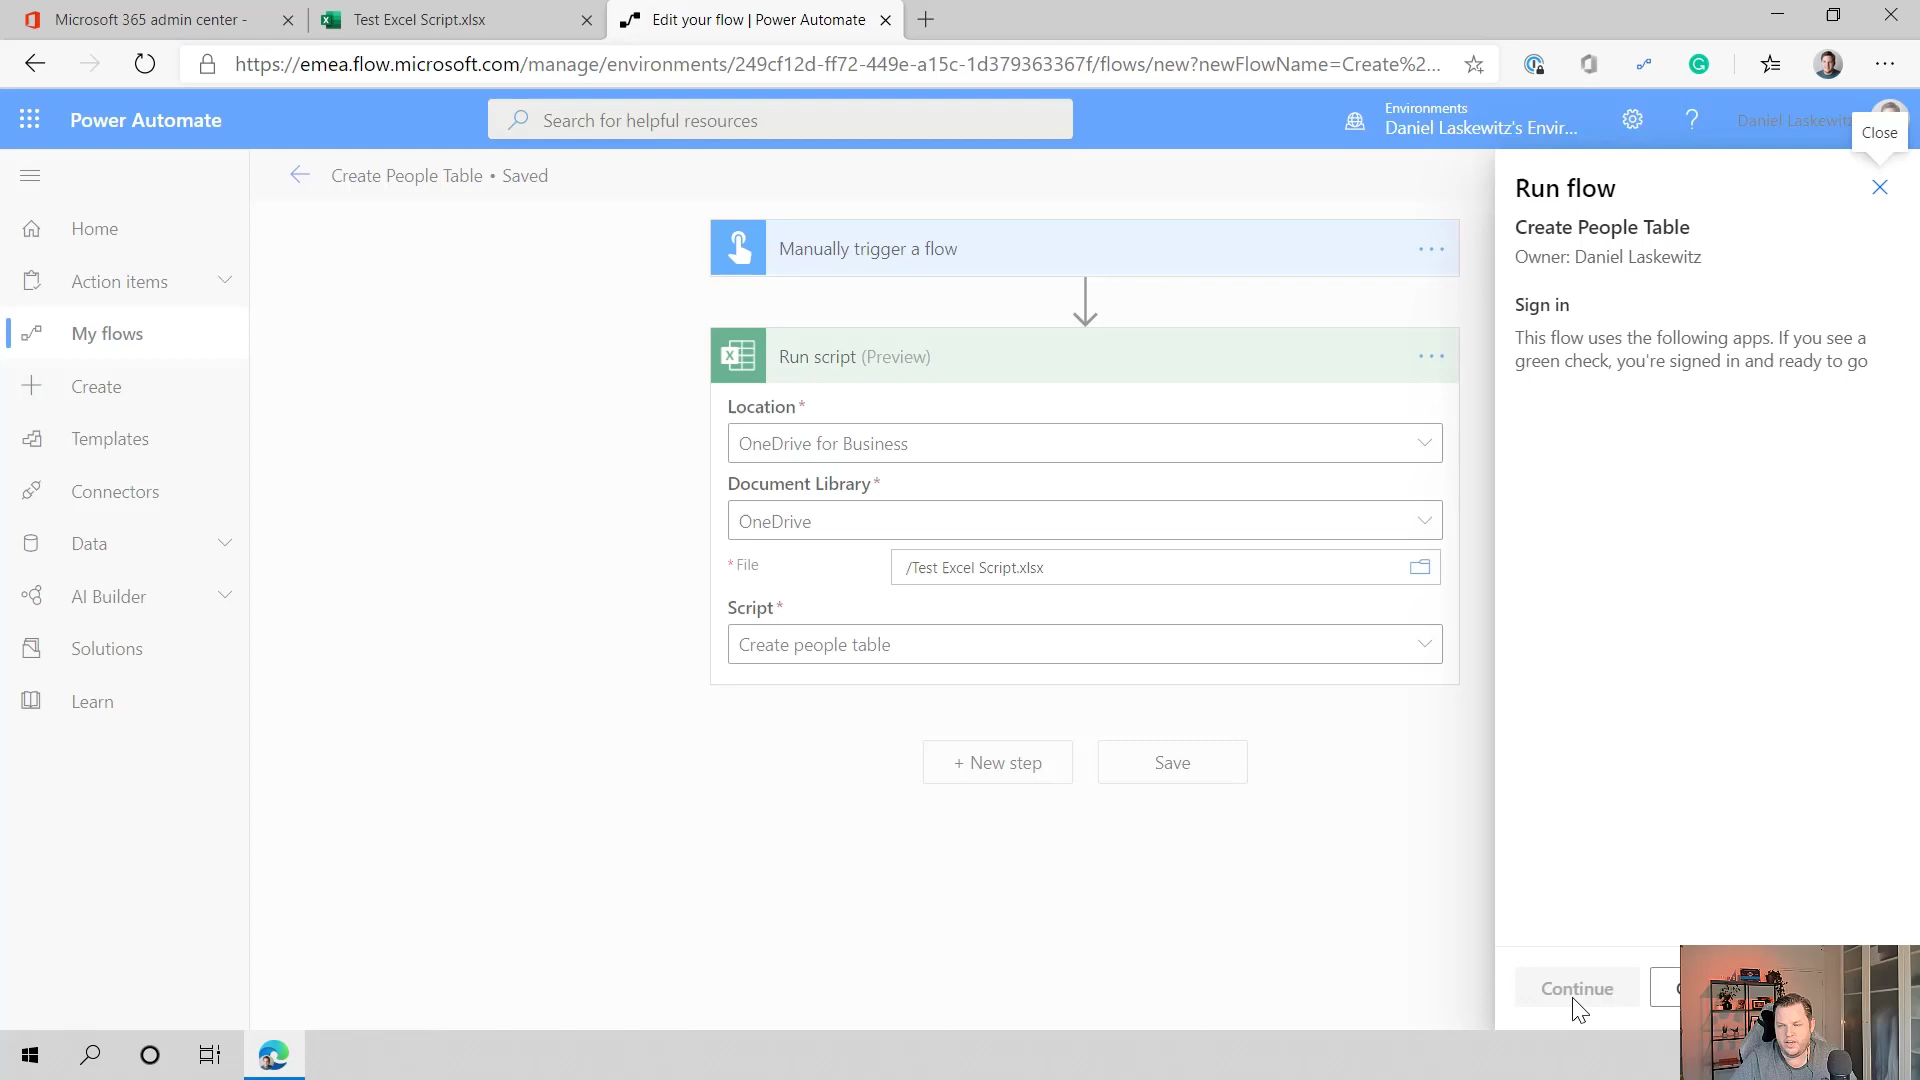 Microsoft 365 admin center -
Test Excel Script.xlsx
Edit your flow | Power Automate
https://emea.flow.microsoft.com/manage/environments/249cf12d-ff72-449e-a15c-1d379363367f/flows/new?newFlowName=Create%2...
Power Automate
Search for helpful resources
Environments
Daniel Laskewitz's Envir...
Daniel Laskewitz
Close
Create People Table • Saved
Home
Action items
My flows
Create
Templates
Connectors
Data
AI Builder
Solutions
Learn
Manually trigger a flow
Run script (Preview)
Location*
OneDrive for Business
Document Library*
OneDrive
* File
/Test Excel Script.xlsx
Script*
Create people table
+ New step
Save
Run flow
Create People Table
Owner: Daniel Laskewitz
Sign in
This flow uses the following apps. If you see a
green check, you're signed in and ready to go
Continue